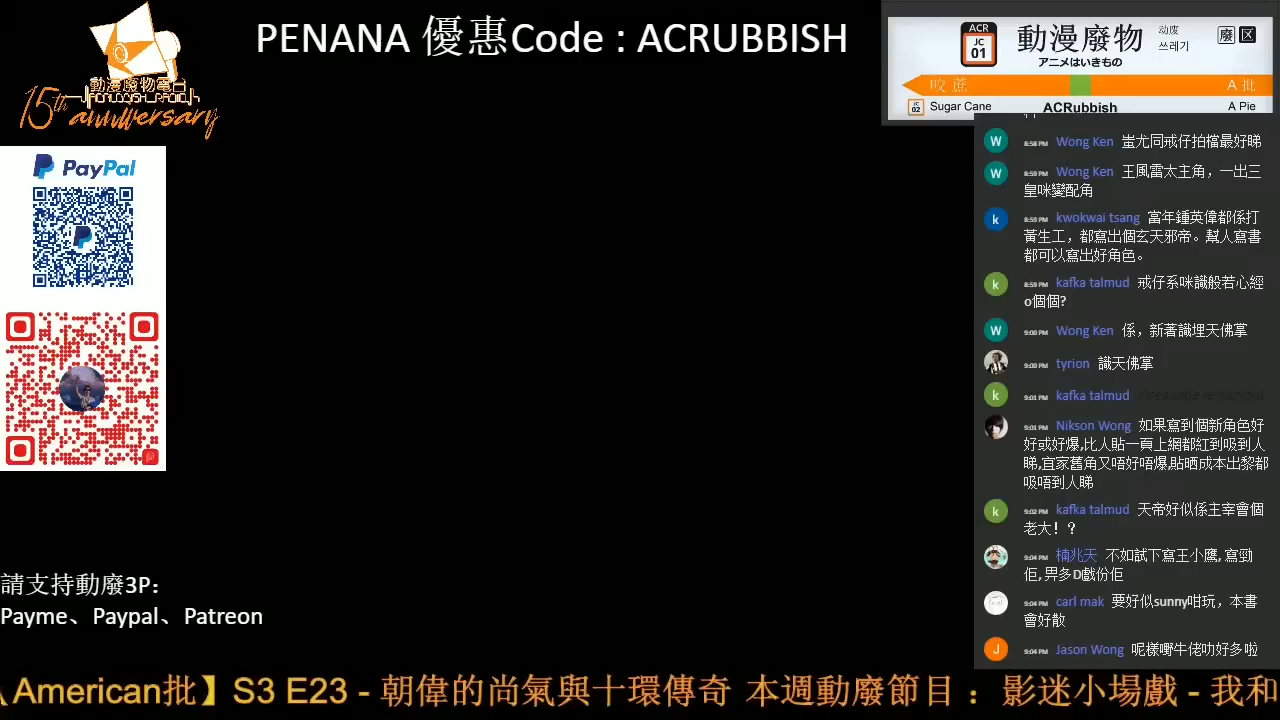 PENANA 優惠Code : ACRUBBISH
動漫廢物電台
15th anniversary
ACR
JC
01
動漫廢物
动废
쓰레기
廢 区
アニメはいきもの
咬蔗
A 批
JC
02
Sugar Cane
ACRubbish
A Pie
PayPal
8:58 PM Wong Ken 蚩尤同戒仔拍檔最好睇
8:59 PM Wong Ken 王風雷太主角，一出三
皇咪變配角
8:59 PM kwokwai tsang 當年鍾英偉都係打
黃生工，都寫出個玄天邪帝。幫人寫書
都可以寫出好角色。
8:59 PM kafka talmud 戒仔系咪識般若心經
o個個?
9:00 PM Wong Ken 係，新著識埋天佛掌
9:00 PM tyrion 識天佛掌
9:01 PM kafka talmud
9:01 PM Nikson Wong 如果寫到個新角色好
好或好爆,比人貼一頁上網都紅到吸到人
睇,宜家舊角又唔好唔爆,貼晒成本出黎都
吸唔到人睇
9:02 PM kafka talmud 天帝好似係主宰會個
老大！？
9:04 PM 楠兆天 不如試下寫王小鷹,寫勁
佢,畀多D戲份佢
9:04 PM carl mak 要好似sunny咁玩，本書
會好散
9:04 PM Jason Wong 呢樣嘢牛佬叻好多啦
請支持動廢3P：
Payme、Paypal、Patreon
American批】S3 E23 - 朝偉的尚氣與十環傳奇 本週動廢節目 ： 影迷小場戲 - 我和